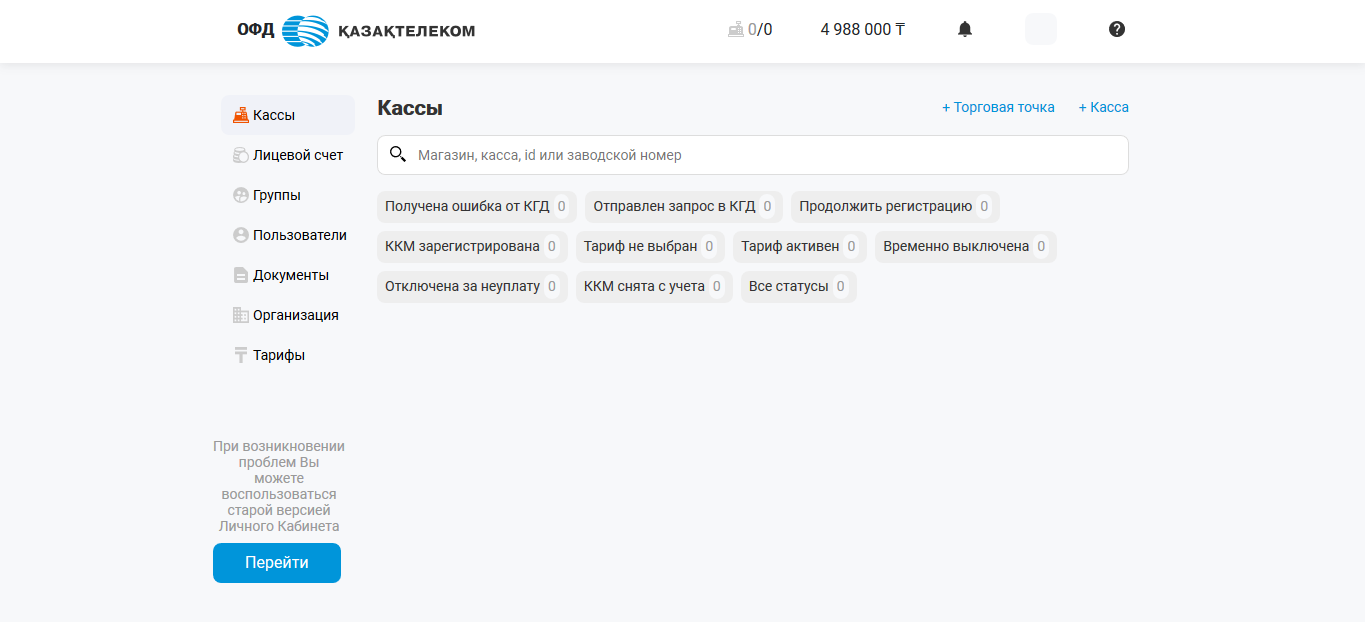 ОФД ҚАЗАҚТЕЛЕКОМ 0/0 4 988 000 ₸
Кассы
Лицевой счет
Группы
Пользователи
Документы
Организация
Тарифы
При возникновении
проблем Вы
можете
воспользоваться
старой версией
Личного Кабинета
Перейти
Кассы + Торговая точка + Касса
Магазин, касса, id или заводской номер
Получена ошибка от КГД 0 Отправлен запрос в КГД 0 Продолжить регистрацию 0
ККМ зарегистрирована 0 Тариф не выбран 0 Тариф активен 0 Временно выключена 0
Отключена за неуплату 0 ККМ снята с учета 0 Все статусы 0